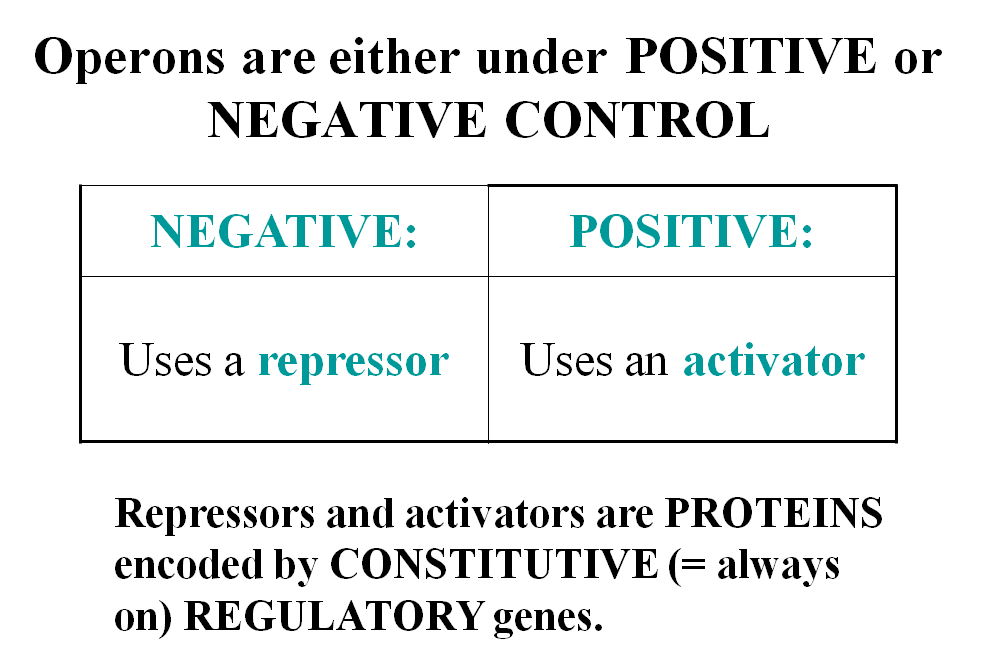 Operons are either under POSITIVE or
NEGATIVE CONTROL
NEGATIVE:
POSITIVE:
Uses a repressor
Uses an activator
Repressors and activators are PROTEINS
encoded by CONSTITUTIVE (= always
on) REGULATORY genes.